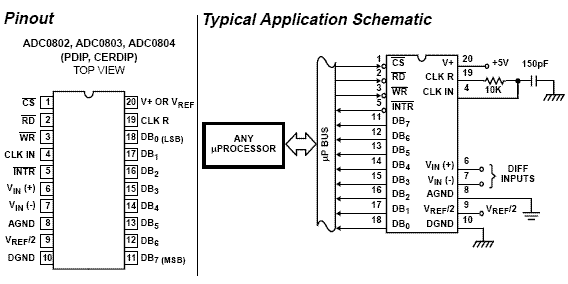 Pinout
ADC0802, ADC0803, ADC0804
(PDIP, CERDIP)
TOP VIEW
CS 1 20 V+ OR VREF
RD 2 19 CLK R
WR 3 18 DB0 (LSB)
CLK IN 4 17 DB1
INTR 5 16 DB2
VIN (+) 6 15 DB3
VIN (-) 7 14 DB4
AGND 8 13 DB5
VREF/2 9 12 DB6
DGND 10 11 DB7 (MSB)
Typical Application Schematic
ANY
µPROCESSOR
µP BUS
1 CS V+ 20 +5V 150pF
2 RD CLK R 19
3 WR CLK IN 4 10K
5 INTR
11 DB7
12 DB6
13 DB5
14 DB4 VIN (+) 6 DIFF
15 DB3 VIN (-) 7 INPUTS
16 DB2 AGND 8
17 DB1 VREF/2 9 VREF/2
18 DB0 DGND 10